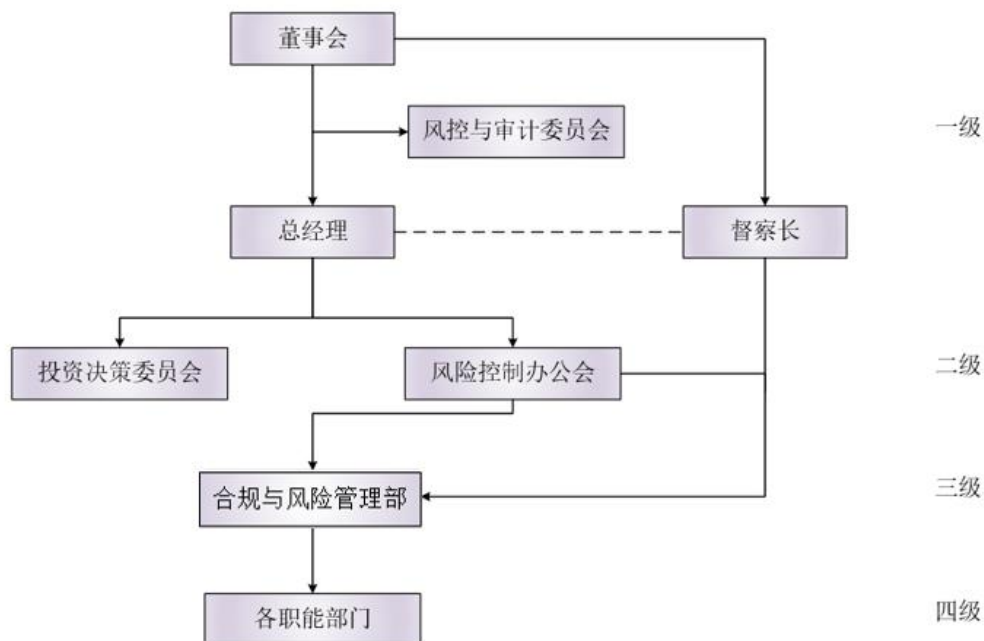 董事会
风控与审计委员会
一级
总经理
督察长
投资决策委员会
风险控制办公会
二级
合规与风险管理部
三级
各职能部门
四级